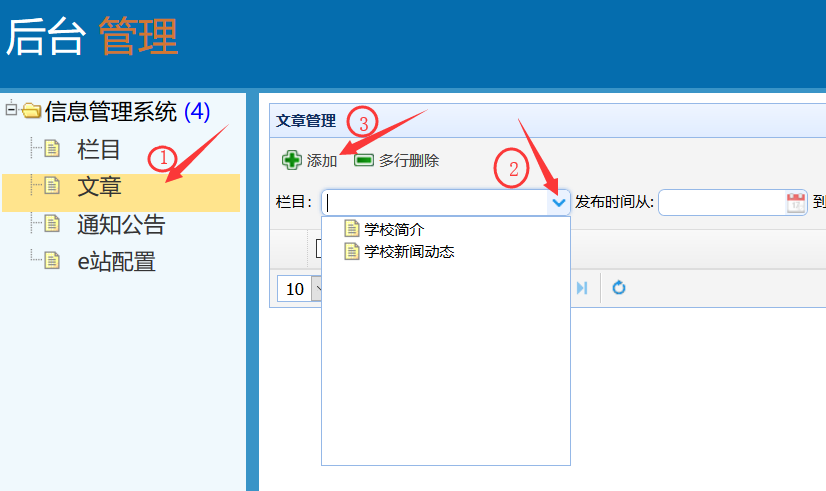 后台 管理
信息管理系统 (4)
栏目
文章
通知公告
e站配置
1
文章管理
3
添加
多行删除
2
栏目:
发布时间从:
到
学校简介
学校新闻动态
10